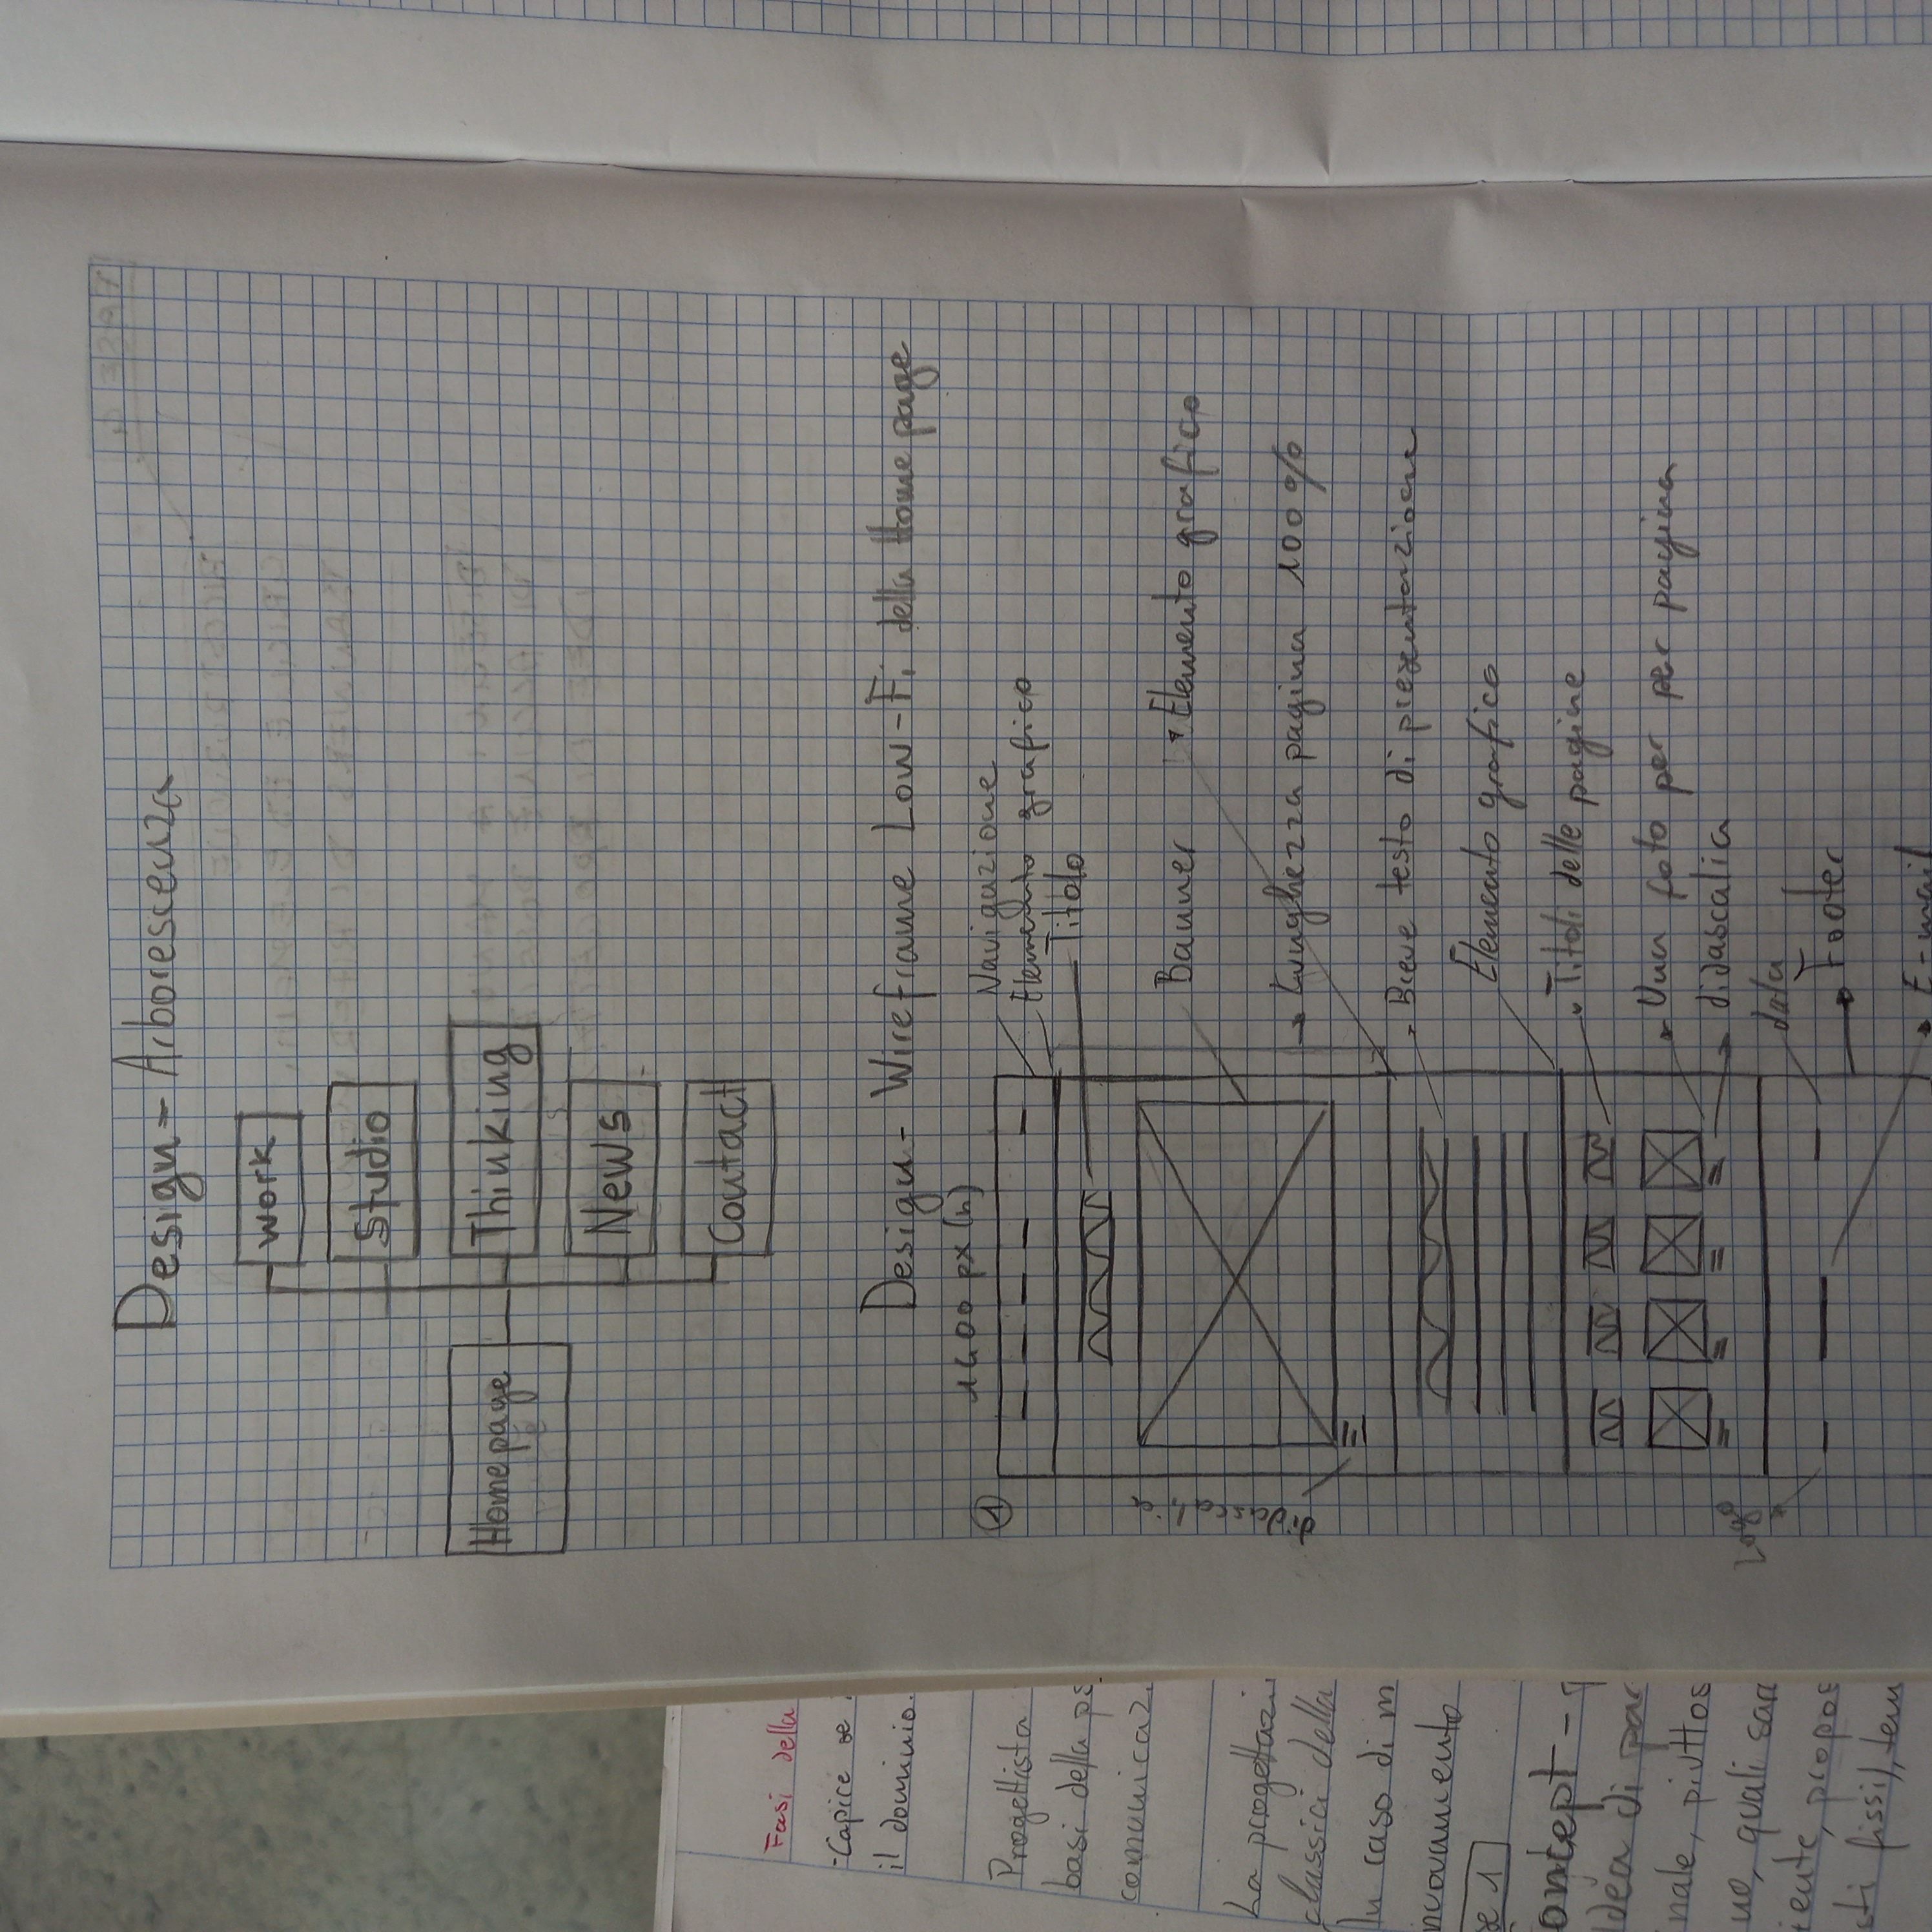 Design - Arborescenza
Work
Studio
Homepage
Thinking
News
Contact
Design - Wireframe Low-Fi della Home page
1400 px (h)
1
Navigazione
Elemento grafico
Titolo
didascalia
Banner
Elemento grafico
Lunghezza pagina 100%
Breve testo di presentazione
Elemento grafico
Titoli delle pagine
Una foto per per pagina
didascalia
Logo
data
Footer
E-mail
Fasi della
-Capire se
il dominio.
Progettista
basi della ps
comunicaz.
La progettazi
classici della
In caso di m
nuovamento
se 1
oncept -
idea di par
nale, piuttos
uo, quali sar
iente, propos
sti fissi), tem